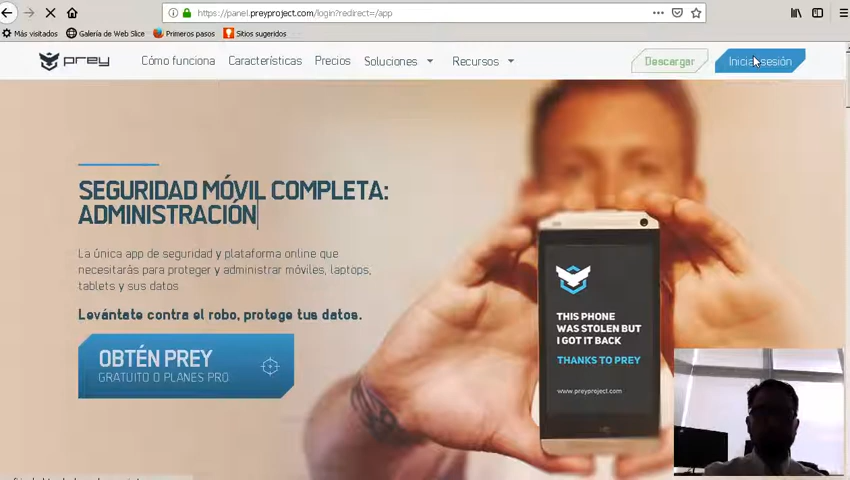 https://panel.preyproject.com/login?redirect=/app
Más visitados Galería de Web Slice Primeros pasos Sitios sugeridos
prey Cómo funciona Características Precios Soluciones Recursos Descargar Iniciar sesión
SEGURIDAD MÓVIL COMPLETA:
ADMINISTRACIÓN
La única app de seguridad y plataforma online que
necesitarás para proteger y administrar móviles, laptops,
tablets y sus datos
Levántate contra el robo, protege tus datos.
OBTÉN PREY
GRATUITO O PLANES PRO
THIS PHONE
WAS STOLEN BUT
I GOT IT BACK
THANKS TO PREY
www.preyproject.com